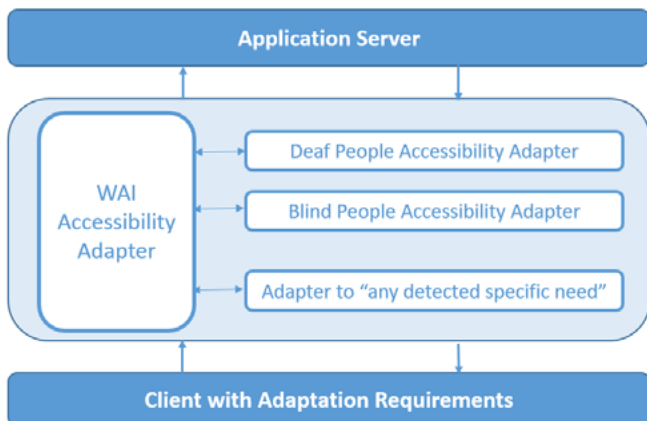 Application Server
WAI
Accessibility
Adapter
Deaf People Accessibility Adapter
Blind People Accessibility Adapter
Adapter to “any detected specific need”
Client with Adaptation Requirements